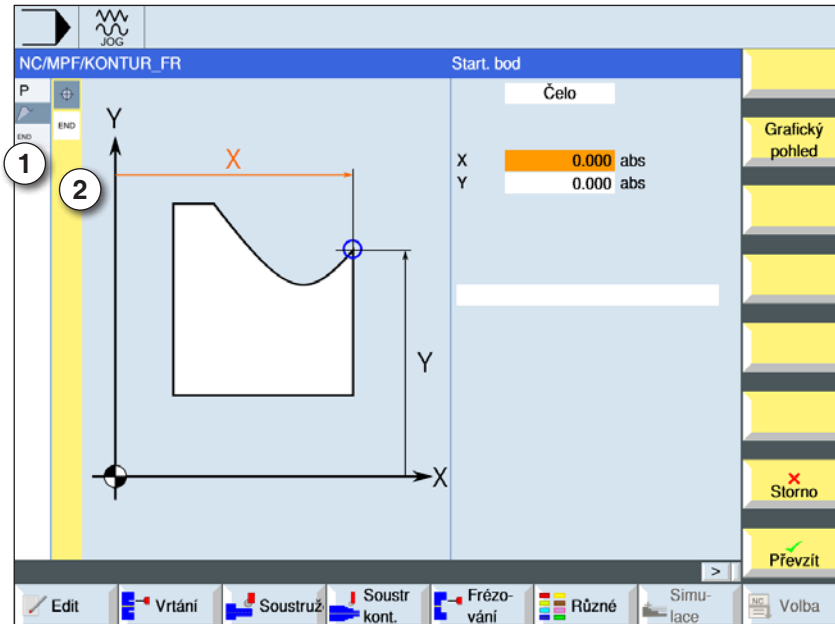 JOG
NC/MPF/KONTUR_FR
Start. bod
P
END
1
END
2
Y
X
Y
X
Čelo
X 0.000 abs
Y 0.000 abs
Grafický
pohled
Storno
Převzít
>
Edit
Vrtání
Soustruž
Soustr
kont.
Frézo-
vání
Různé
Simu-
lace
NC
Volba